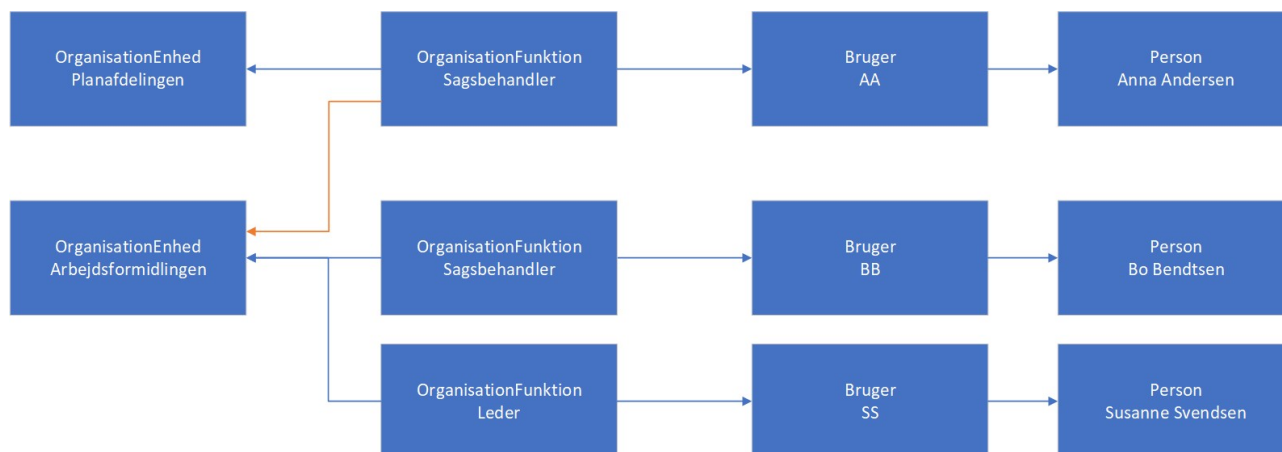 OrganisationEnhed
Planafdelingen
OrganisationFunktion
Sagsbehandler
Bruger
AA
Person
Anna Andersen
OrganisationEnhed
Arbejdsformidlingen
OrganisationFunktion
Sagsbehandler
Bruger
BB
Person
Bo Bendtsen
OrganisationFunktion
Leder
Bruger
SS
Person
Susanne Svendsen